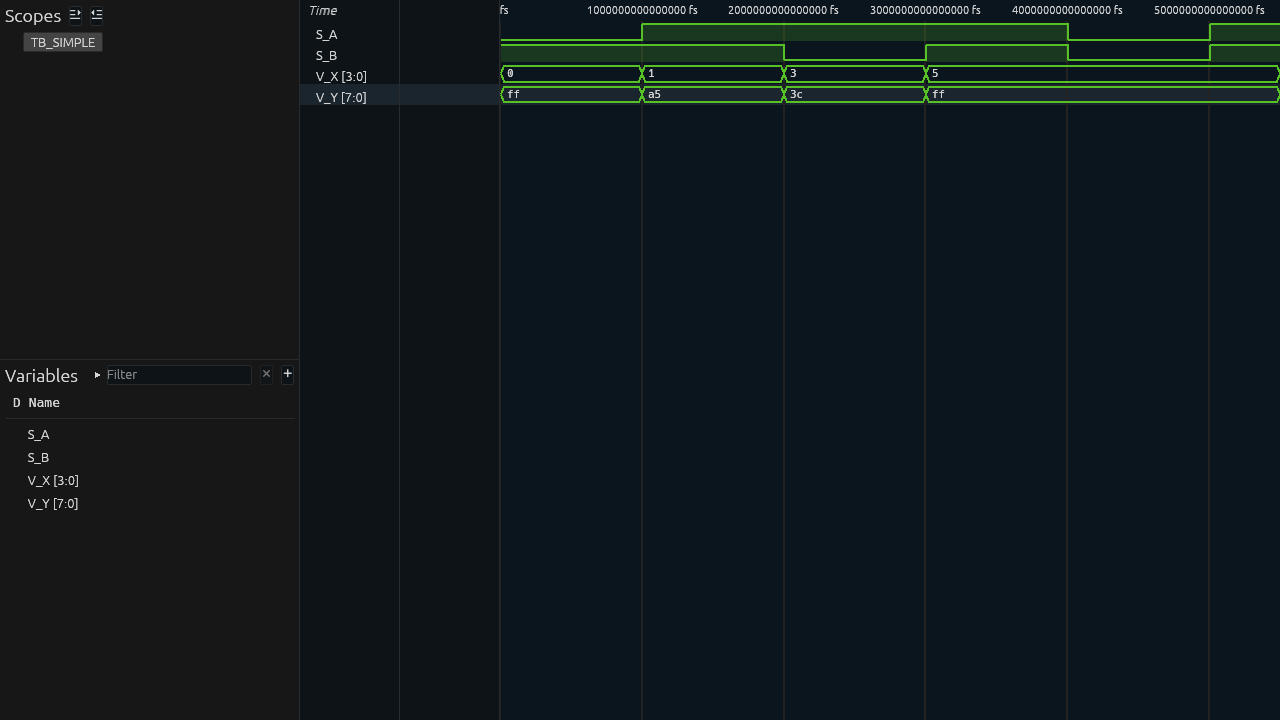 Scopes
TB_SIMPLE
Time
fs 1000000000000000 fs 2000000000000000 fs 3000000000000000 fs 4000000000000000 fs 5000000000000000 fs
S_A
S_B
V_X [3:0] 0 1 3 5
V_Y [7:0] ff a5 3c ff
Variables Filter × +
D Name
S_A
S_B
V_X [3:0]
V_Y [7:0]